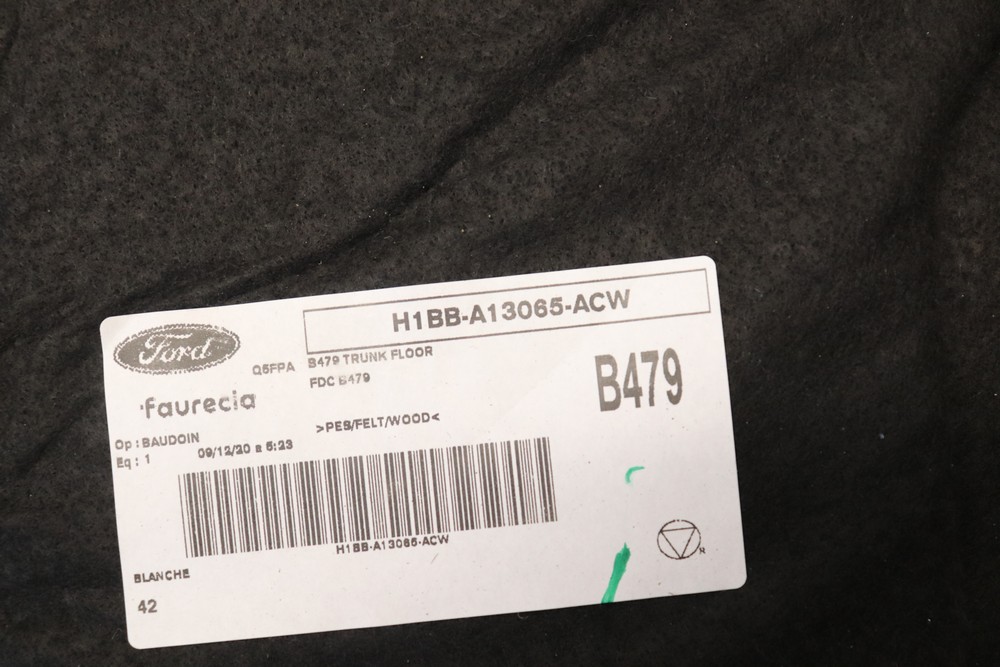 H1BB-A13065-ACW
Ford
Q5FPA
B479 TRUNK FLOOR
FDC B479
B479
faurecia
>PES/FELT/WOOD<
Op : BAUDOIN
Eq : 1
09/12/20 a 5:23
H1BB-A13065-ACW
BLANCHE
42
R